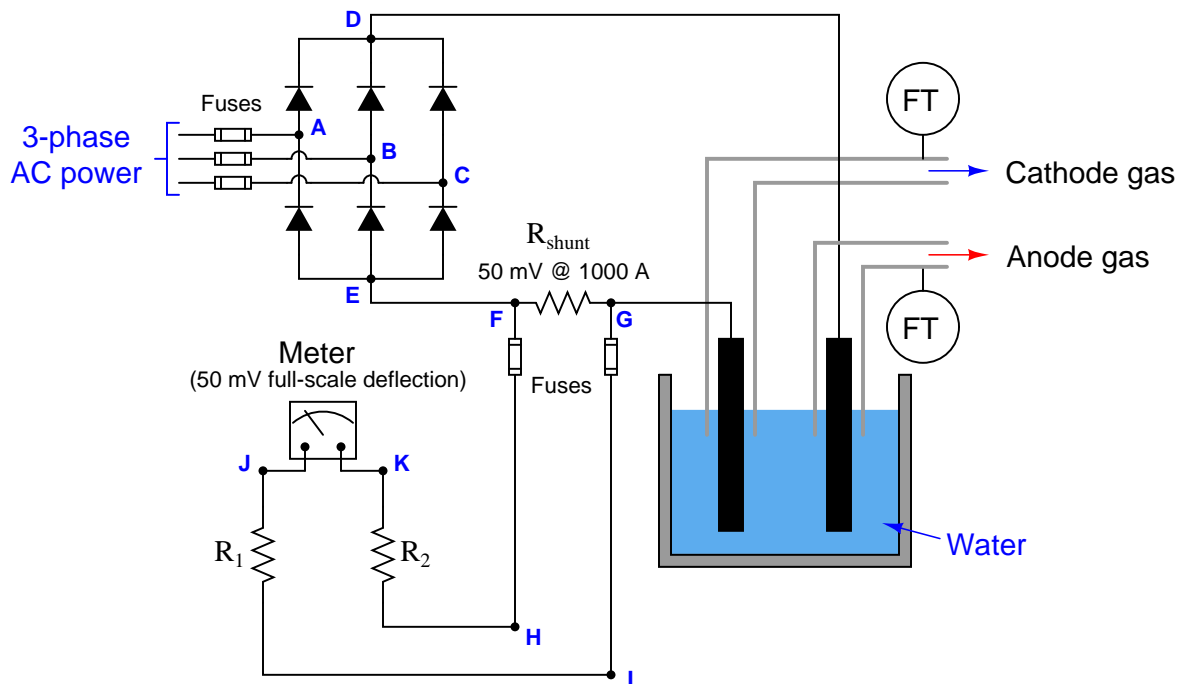 D
Fuses
A
3-phase
AC power
B
C
FT
Cathode gas
Rshunt
50 mV @ 1000 A
Anode gas
E
F
G
FT
Meter
(50 mV full-scale deflection)
Fuses
J
K
R1
R2
Water
H
I